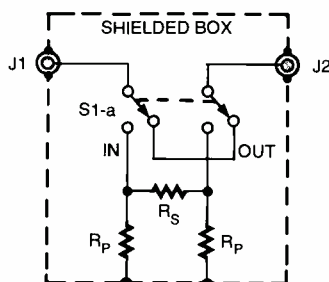 SHIELDED BOX
J1
J2
S1-a
IN
OUT
RS
RP
RP